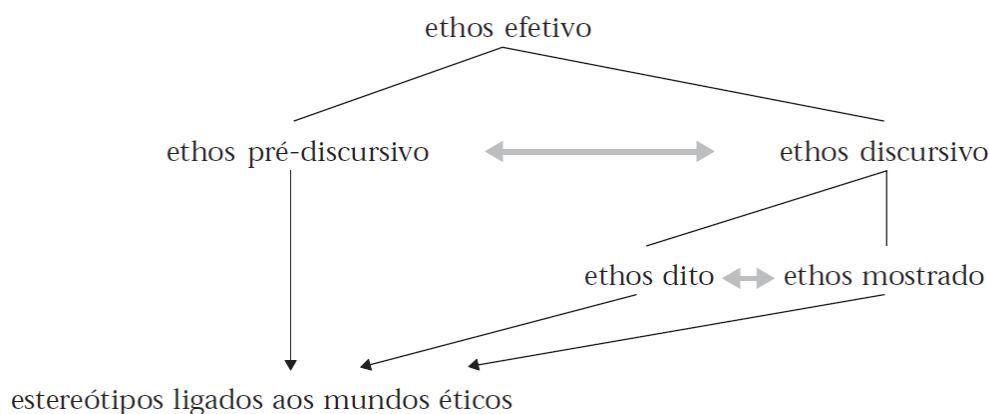 ethos efetivo
ethos pré-discursivo
ethos discursivo
ethos dito
ethos mostrado
estereótipos ligados aos mundos éticos